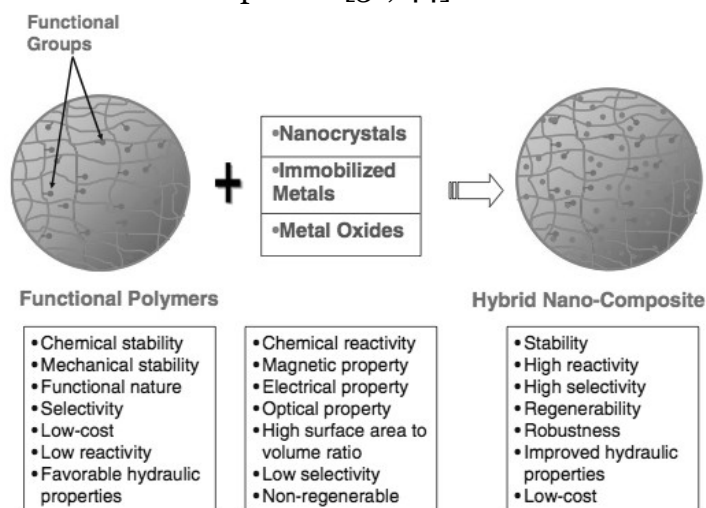 Functional
Groups
•Nanocrystals
•Immobilized
Metals
•Metal Oxides
+
Functional Polymers
Hybrid Nano-Composite
•Chemical stability
•Mechanical stability
•Functional nature
•Selectivity
•Low-cost
•Low reactivity
•Favorable hydraulic
properties
•Chemical reactivity
•Magnetic property
•Electrical property
•Optical property
•High surface area to
volume ratio
•Low selectivity
•Non-regenerable
•Stability
•High reactivity
•High selectivity
•Regenerability
•Robustness
•Improved hydraulic
properties
•Low-cost